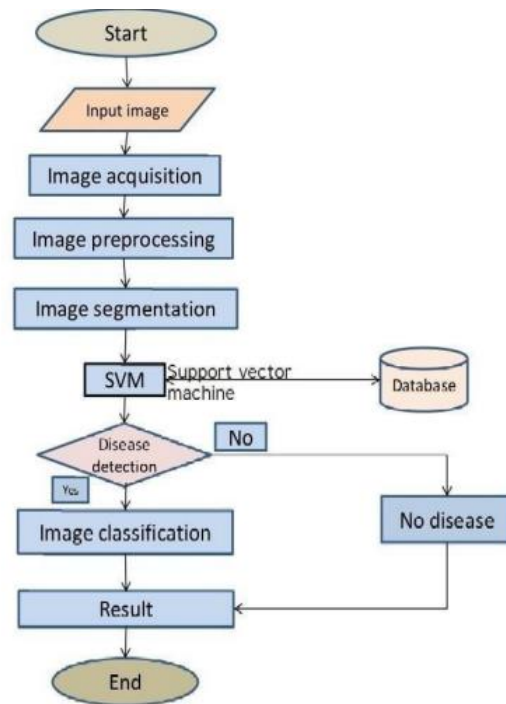 Start
Input image
Image acquisition
Image preprocessing
Image segmentation
SVM
Support vector
machine
Database
Disease
detection
No
Yes
Image classification
No disease
Result
End